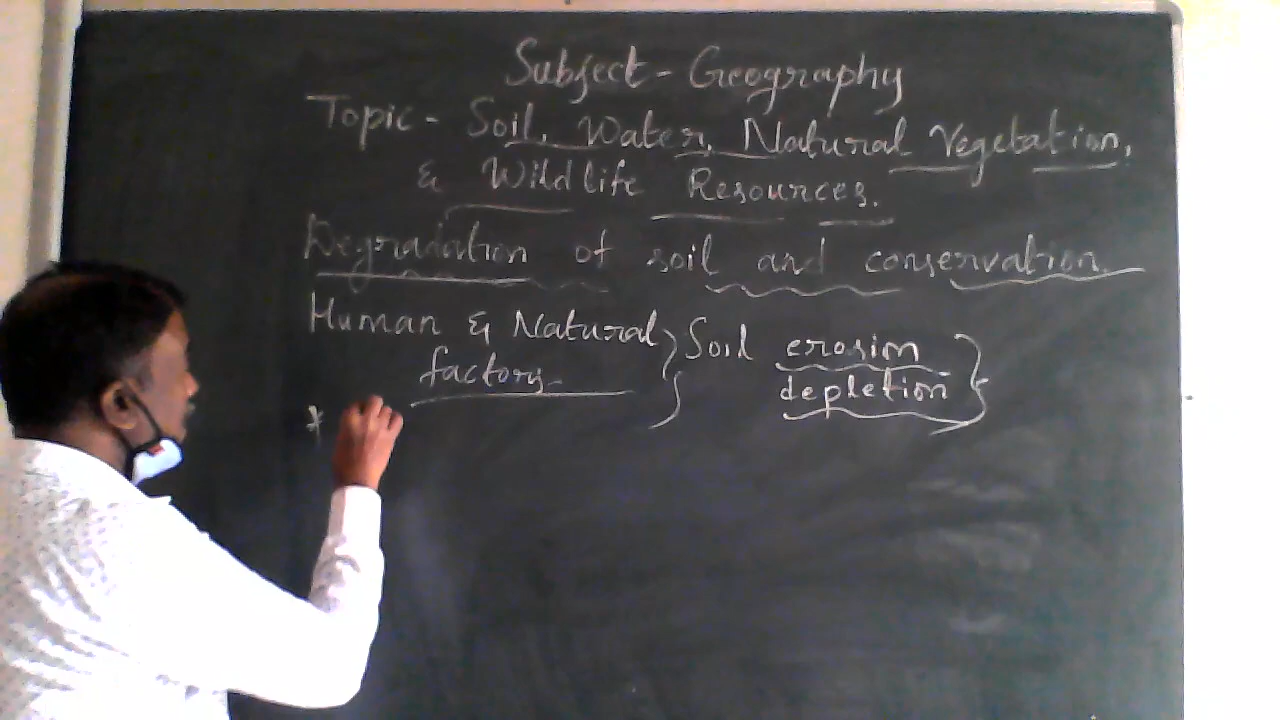 Subject - Geography
Topic - Soil, Water, Natural Vegetation,
& Wildlife Resources.
Degradation of soil and conservation.
Human & Natural } Soil erosion }
factors depletion
*